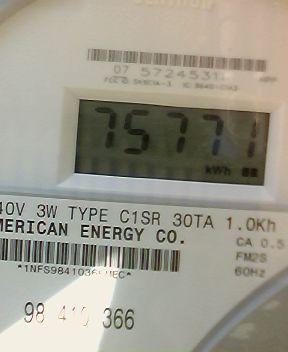 07 5724531
75771
kWh
40V 3W TYPE C1SR 30TA 1.0Kh
MERICAN ENERGY CO.
CA 0.5
FM2S
60Hz
98 410 366